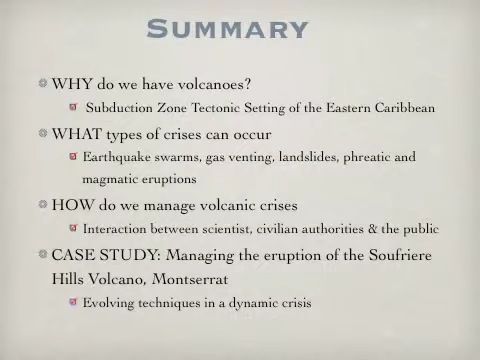 SUMMARY
WHY do we have volcanoes?
Subduction Zone Tectonic Setting of the Eastern Caribbean
WHAT types of crises can occur
Earthquake swarms, gas venting, landslides, phreatic and
magmatic eruptions
HOW do we manage volcanic crises
Interaction between scientist, civilian authorities & the public
CASE STUDY: Managing the eruption of the Soufriere
Hills Volcano, Montserrat
Evolving techniques in a dynamic crisis